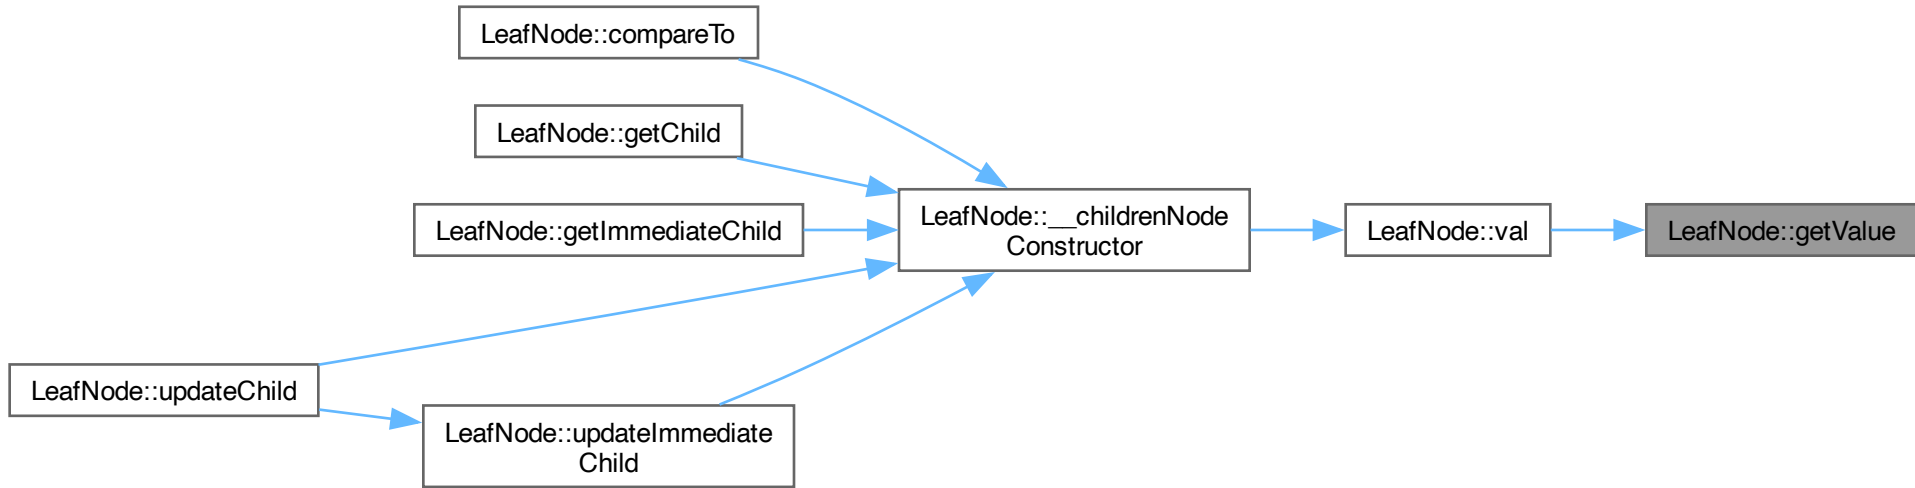 LeafNode::compareTo
LeafNode::getChild
LeafNode::getImmediateChild
LeafNode::__childrenNode
Constructor
LeafNode::val
LeafNode::getValue
LeafNode::updateChild
LeafNode::updateImmediate
Child